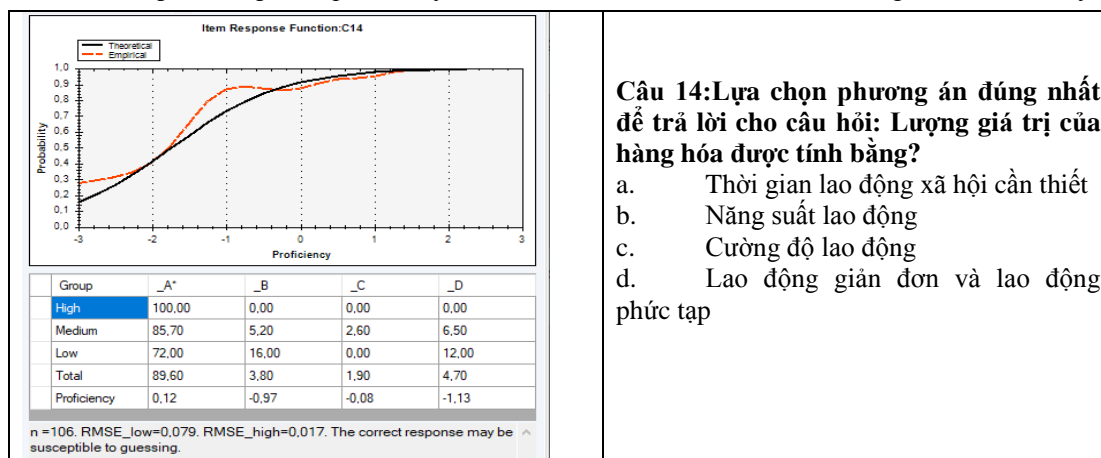 Item Response Function:C14
Theoretical
Empirical
1,0
0,9
0,8
0,7
0,6
0,5
0,4
0,3
0,2
0,1
0,0
Probability
-3 -2 -1 0 1 2 3
Proficiency
Group _A* _B _C _D
High 100,00 0,00 0,00 0,00
Medium 85,70 5,20 2,60 6,50
Low 72,00 16,00 0,00 12,00
Total 89,60 3,80 1,90 4,70
Proficiency 0,12 -0,97 -0,08 -1,13
n =106. RMSE_low=0,079. RMSE_high=0,017. The correct response may be
susceptible to guessing.
Câu 14:Lựa chọn phương án đúng nhất
để trả lời cho câu hỏi: Lượng giá trị của
hàng hóa được tính bằng?
a. Thời gian lao động xã hội cần thiết
b. Năng suất lao động
c. Cường độ lao động
d. Lao động giản đơn và lao động
phức tạp